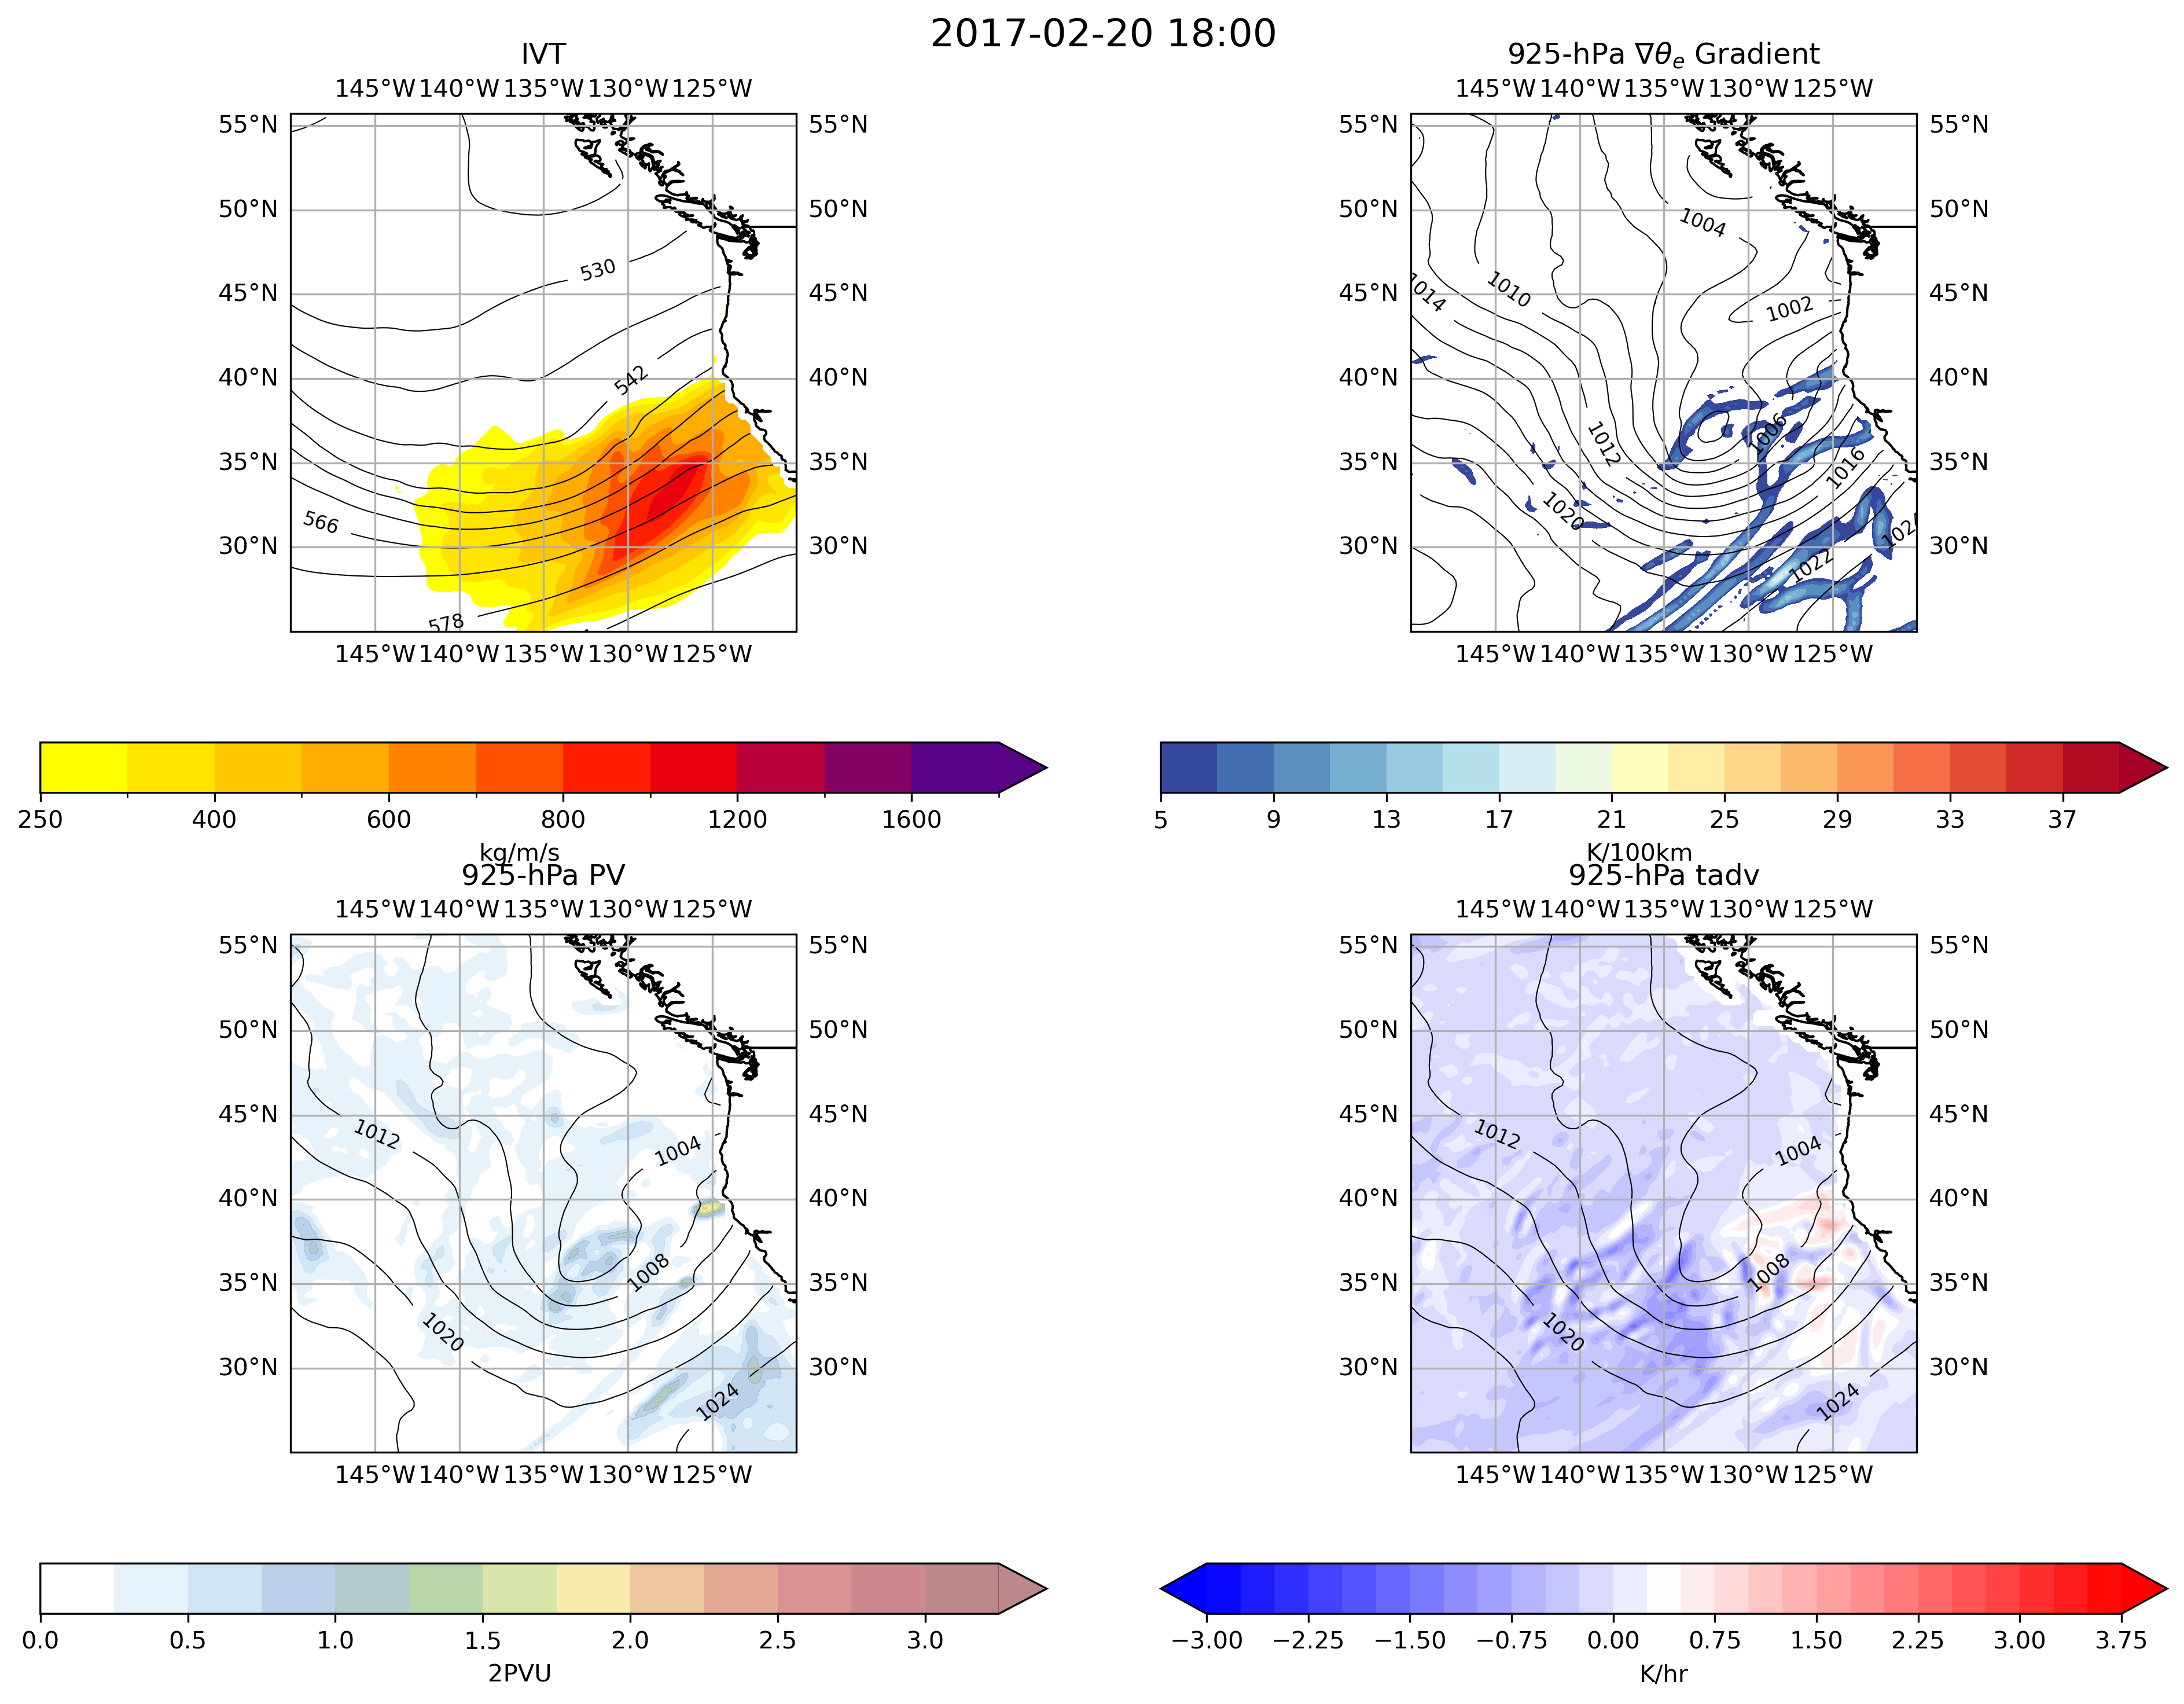 2017-02-20 18:00
IVT
145°W 140°W 135°W 130°W 125°W
55°N 55°N
50°N 50°N
530
45°N 45°N
542
40°N 40°N
35°N 35°N
566
30°N 30°N
578
145°W 140°W 135°W 130°W 125°W
250 400 600 800 1200 1600
kg/m/s
925-hPa ∇θe Gradient
145°W 140°W 135°W 130°W 125°W
55°N 55°N
50°N 50°N
1004
1014 1010
45°N 45°N
1002
40°N 40°N
1012 1006
35°N 35°N
1016
1020
30°N 30°N
1022
145°W 140°W 135°W 130°W 125°W
5 9 13 17 21 25 29 33 37
K/100km
925-hPa PV
145°W 140°W 135°W 130°W 125°W
55°N 55°N
50°N 50°N
45°N 45°N
1012 1004
40°N 40°N
1008
35°N 35°N
1020
30°N 30°N
1024
145°W 140°W 135°W 130°W 125°W
0.0 0.5 1.0 1.5 2.0 2.5 3.0
2PVU
925-hPa tadv
145°W 140°W 135°W 130°W 125°W
55°N 55°N
50°N 50°N
45°N 45°N
1012 1004
40°N 40°N
1008
35°N 35°N
1020
30°N 30°N
1024
145°W 140°W 135°W 130°W 125°W
−3.00 −2.25 −1.50 −0.75 0.00 0.75 1.50 2.25 3.00 3.75
K/hr